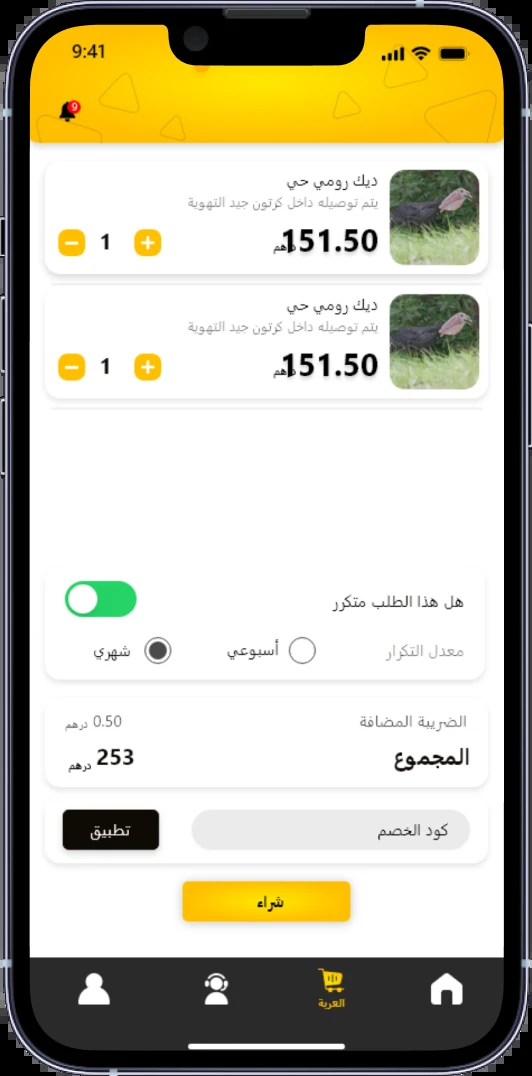 9:41
9
ديك رومي حي
يتم توصيله داخل كرتون جيد التهوية
151.50 درهم
1
ديك رومي حي
يتم توصيله داخل كرتون جيد التهوية
151.50 درهم
1
هل هذا الطلب متكرر
معدل التكرار أسبوعي شهري
الضريبة المضافة 0.50 درهم
المجموع 253 درهم
كود الخصم تطبيق
شراء
العربة